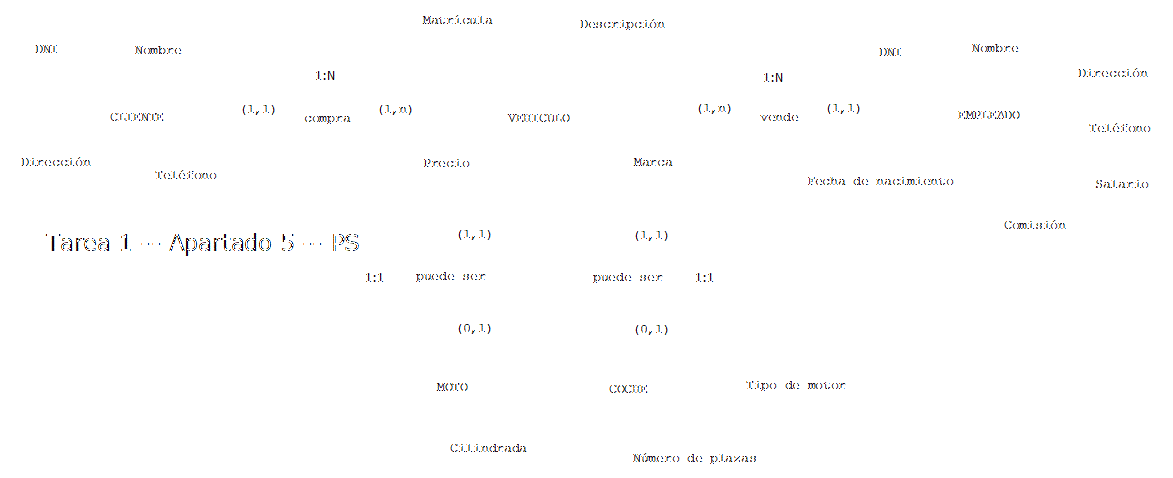 Matrícula
Descripción
DNI
Nombre
DNI
Nombre
1:N
1:N
Dirección
CLIENTE
(1,1)
compra
(1,n)
VEHICULO
(1,n)
vende
(1,1)
EMPLEADO
Teléfono
Dirección
Teléfono
Precio
Marca
Fecha de nacimiento
Salario
Comisión
Tarea 1 -- Apartado 5 -- PS
(1,1)
(1,1)
1:1
puede ser
puede ser
1:1
(0,1)
(0,1)
MOTO
COCHE
Tipo de motor
Cilindrada
Número de plazas